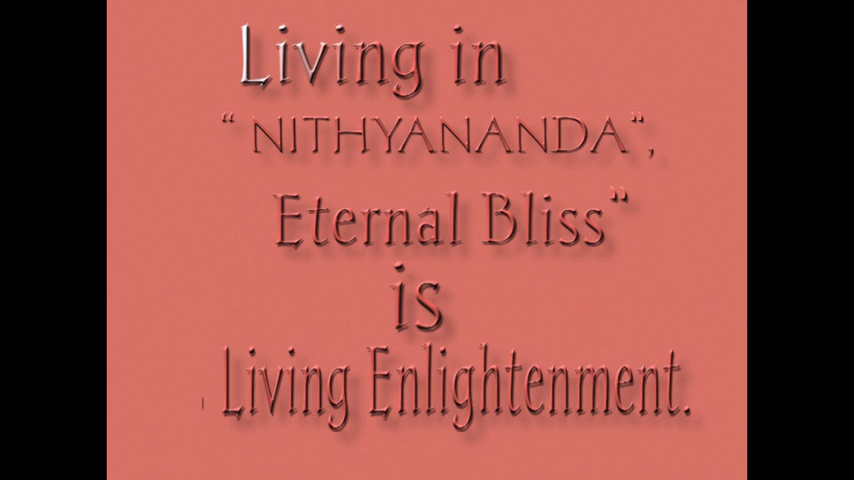 Living in
“ NITHYANANDA”,
Eternal Bliss”
is
Living Enlightenment.